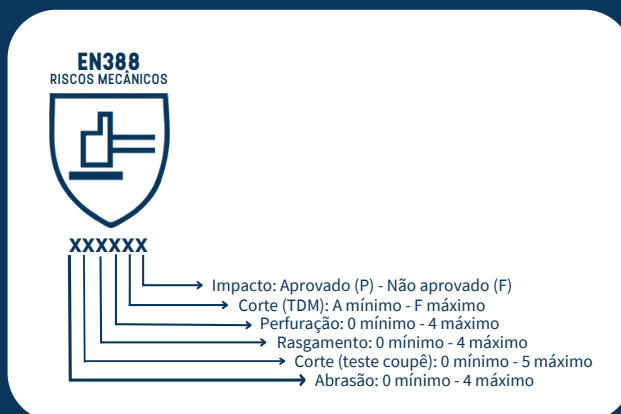 EN388
RISCOS MECÂNICOS
XXXXXX
Impacto: Aprovado (P) - Não aprovado (F)
Corte (TDM): A mínimo - F máximo
Perfuração: 0 mínimo - 4 máximo
Rasgamento: 0 mínimo - 4 máximo
Corte (teste coupê): 0 mínimo - 5 máximo
Abrasão: 0 mínimo - 4 máximo